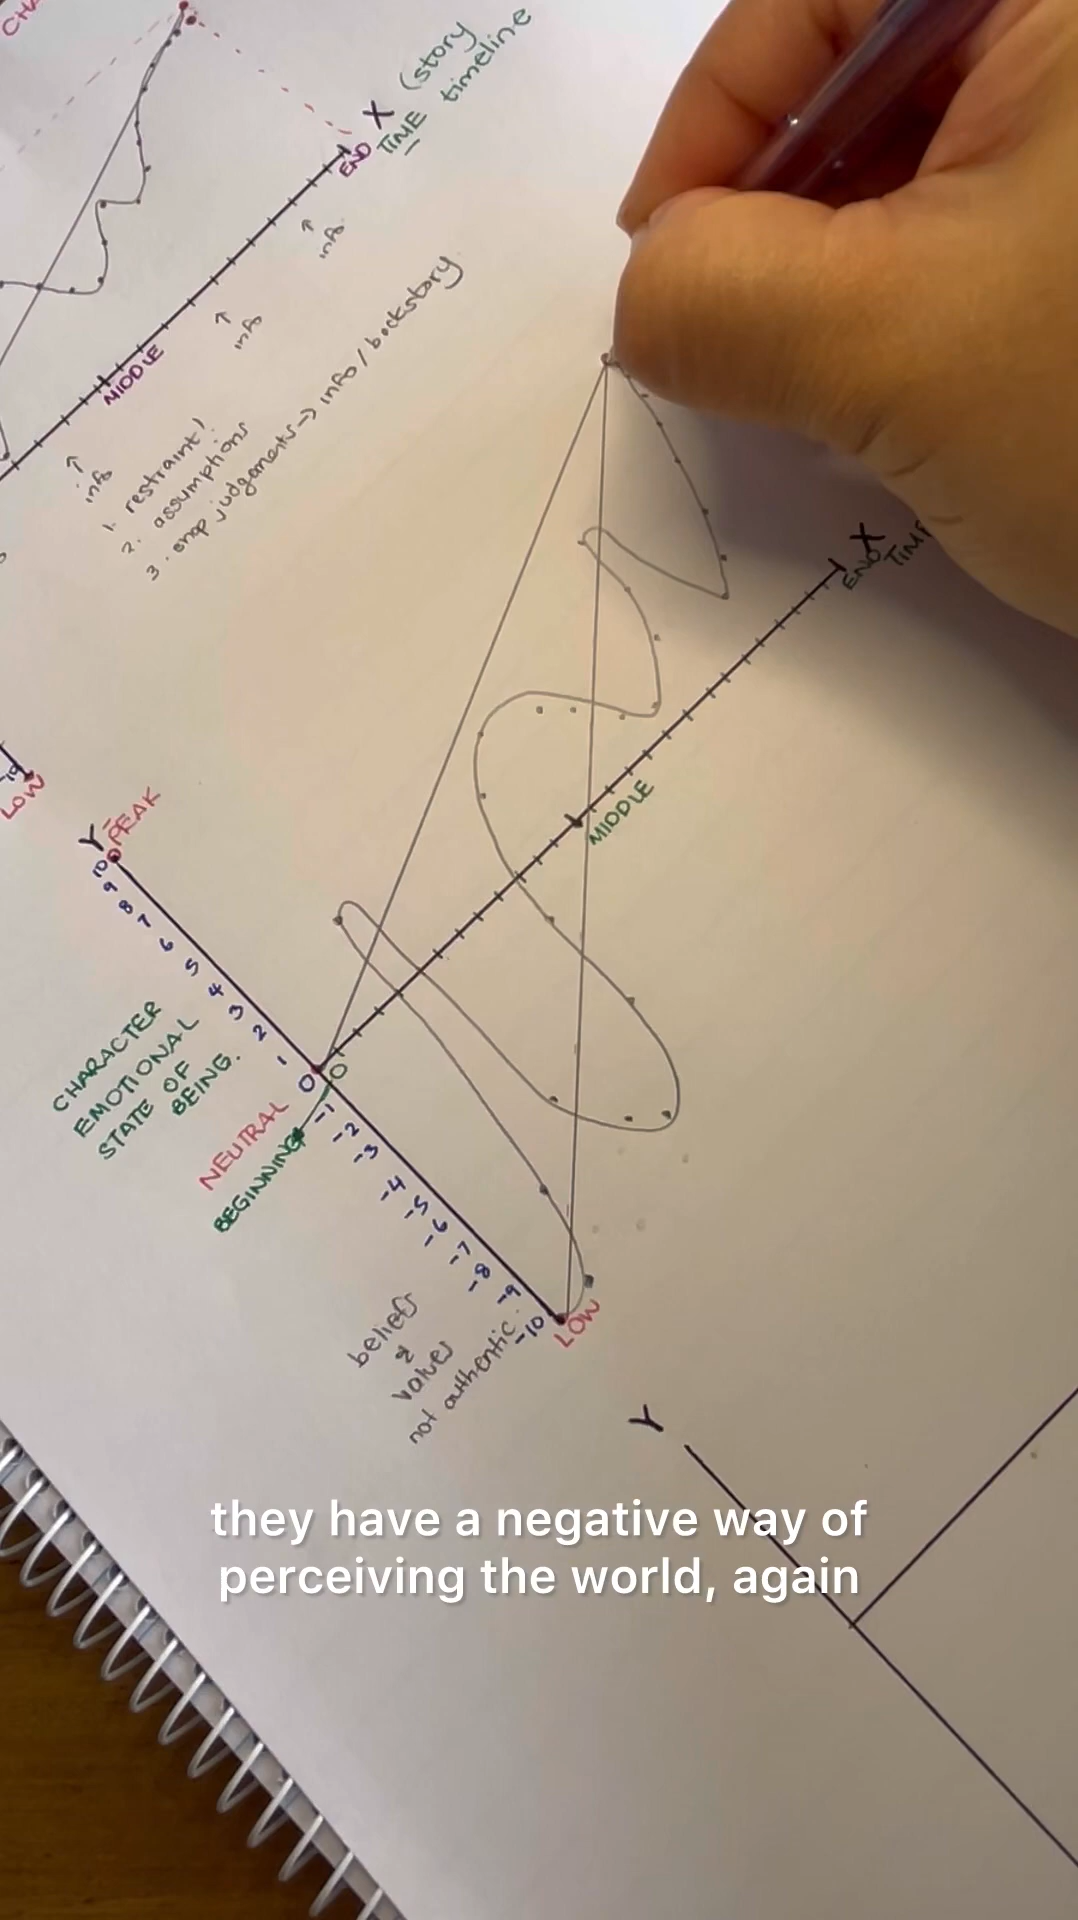 CHA
X (story
TIME timeline
END
↑
info
↑
info
MIDDLE
↑
info
1. restraint!
2. assumptions
3. snap judgements → info / backstory
LOW
X
END TIME
MIDDLE
Y
PEAK
10
9
8
7
6
5
4
3
2
1
0
0
-1
-2
-3
-4
-5
-6
-7
-8
-9
-10
LOW
CHARACTER
EMOTIONAL
STATE OF
BEING.
NEUTRAL
BEGINNING
beliefs
&
values
not authentic.
Y
they have a negative way of
perceiving the world, again